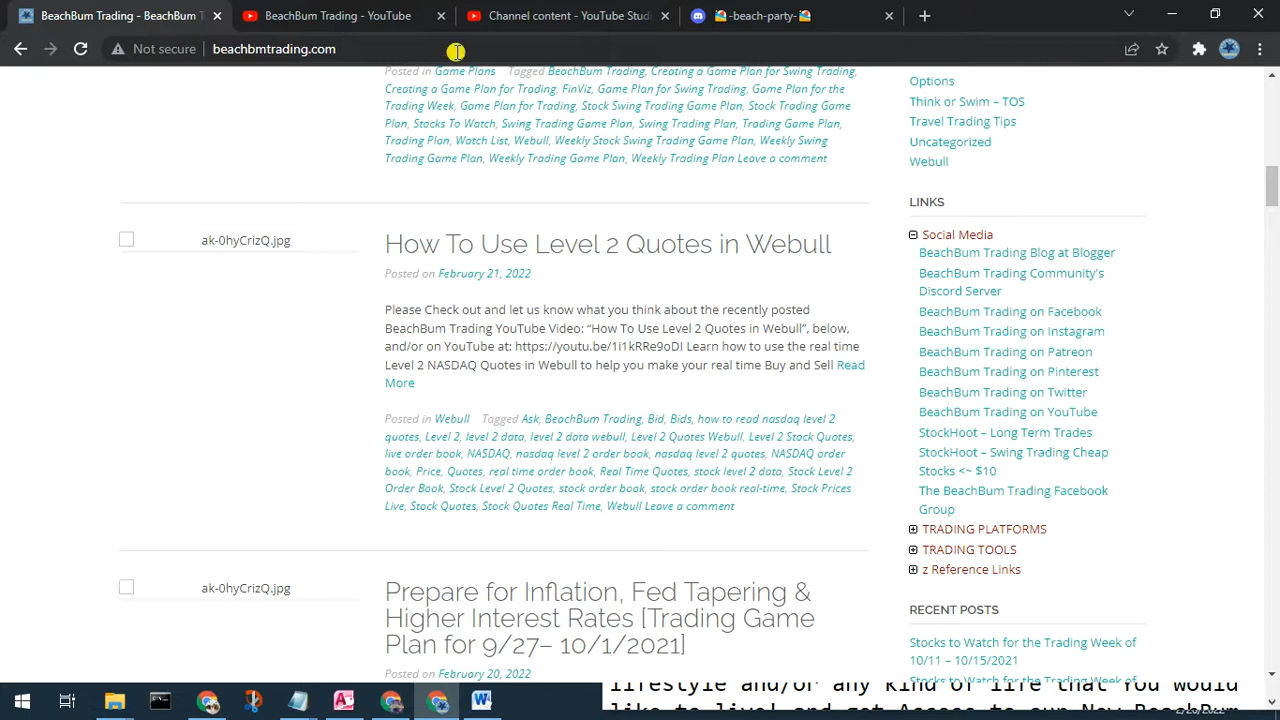 BeachBum Trading - BeachBum T
BeachBum Trading - YouTube
Channel content - YouTube Stud
-beach-party-
Not secure
beachbmtrading.com
Posted in Game Plans Tagged BeachBum Trading, Creating a Game Plan for Swing Trading,
Creating a Game Plan for Trading, FinViz, Game Plan for Swing Trading, Game Plan for the
Trading Week, Game Plan for Trading, Stock Swing Trading Game Plan, Stock Trading Game
Plan, Stocks To Watch, Swing Trading Game Plan, Swing Trading Plan, Trading Game Plan,
Trading Plan, Watch List, Webull, Weekly Stock Swing Trading Game Plan, Weekly Swing
Trading Game Plan, Weekly Trading Game Plan, Weekly Trading Plan Leave a comment
ak-0hyCrizQ.jpg
How To Use Level 2 Quotes in Webull
Posted on February 21, 2022
Please Check out and let us know what you think about the recently posted
BeachBum Trading YouTube Video: “How To Use Level 2 Quotes in Webull”, below,
and/or on YouTube at: https://youtu.be/1i1kRRe9oDI Learn how to use the real time
Level 2 NASDAQ Quotes in Webull to help you make your real time Buy and Sell Read
More
Posted in Webull Tagged Ask, BeachBum Trading, Bid, Bids, how to read nasdaq level 2
quotes, Level 2, level 2 data, level 2 data webull, Level 2 Quotes Webull, Level 2 Stock Quotes,
live order book, NASDAQ, nasdaq level 2 order book, nasdaq level 2 quotes, NASDAQ order
book, Price, Quotes, real time order book, Real Time Quotes, stock level 2 data, Stock Level 2
Order Book, Stock Level 2 Quotes, stock order book, stock order book real-time, Stock Prices
Live, Stock Quotes, Stock Quotes Real Time, Webull Leave a comment
ak-0hyCrizQ.jpg
Prepare for Inflation, Fed Tapering &
Higher Interest Rates [Trading Game
Plan for 9/27– 10/1/2021]
Posted on February 20, 2022
Options
Think or Swim – TOS
Travel Trading Tips
Uncategorized
Webull
LINKS
Social Media
BeachBum Trading Blog at Blogger
BeachBum Trading Community's
Discord Server
BeachBum Trading on Facebook
BeachBum Trading on Instagram
BeachBum Trading on Patreon
BeachBum Trading on Pinterest
BeachBum Trading on Twitter
BeachBum Trading on YouTube
StockHoot – Long Term Trades
StockHoot – Swing Trading Cheap
Stocks <~ $10
The BeachBum Trading Facebook
Group
TRADING PLATFORMS
TRADING TOOLS
z Reference Links
RECENT POSTS
Stocks to Watch for the Trading Week of
10/11 – 10/15/2021
Stocks to Watch for the Trading Week of
lifestyle and/or any kind of life that You would
like to live! and get Access to our New BeachBum